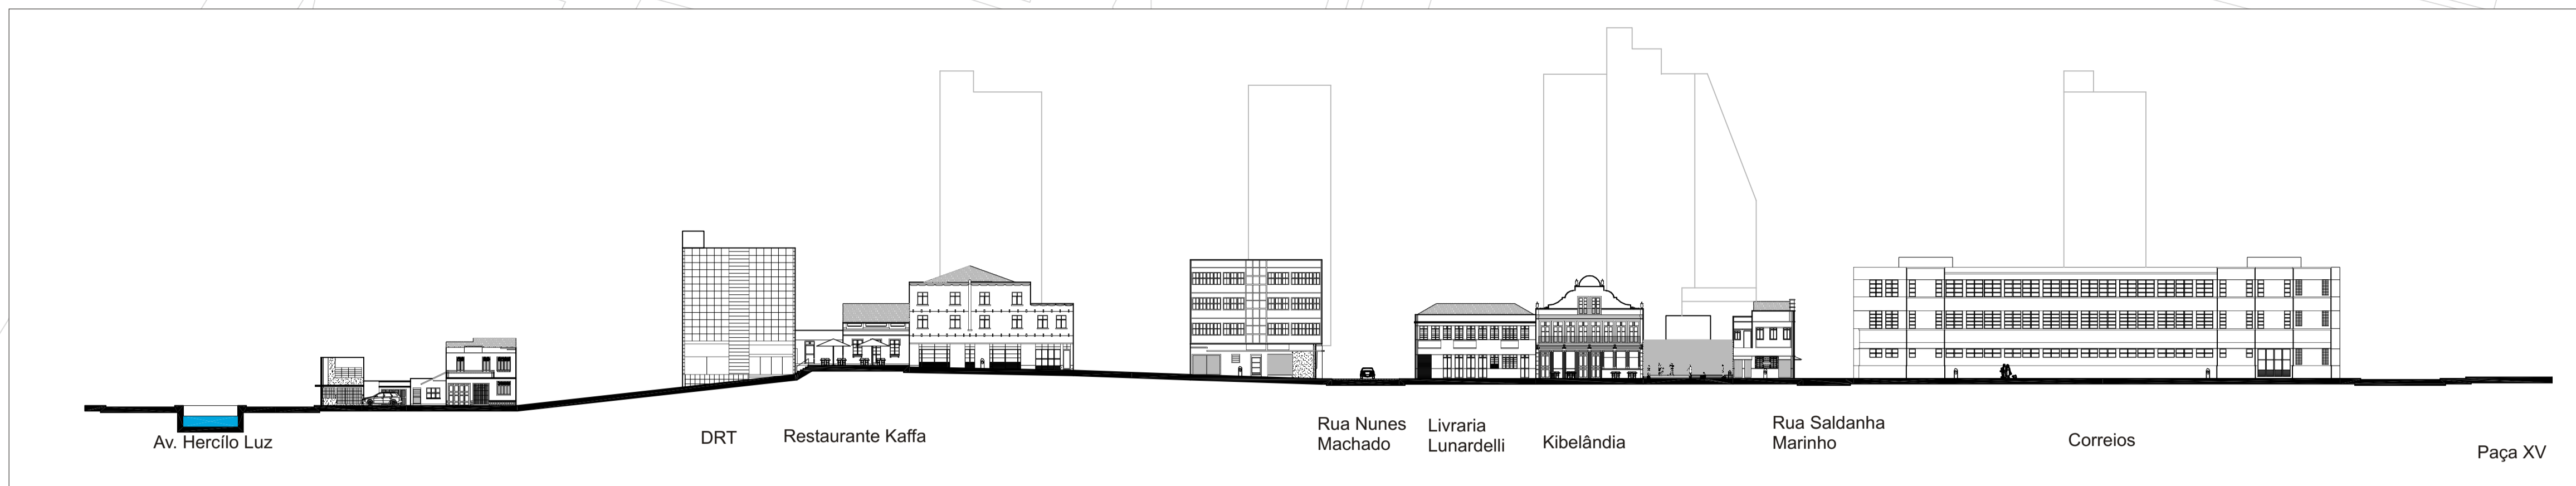 Av. Hercílo Luz
DRT
Restaurante Kaffa
Rua Nunes
Machado
Livraria
Lunardelli
Kibelândia
Rua Saldanha
Marinho
Correios
Paça XV